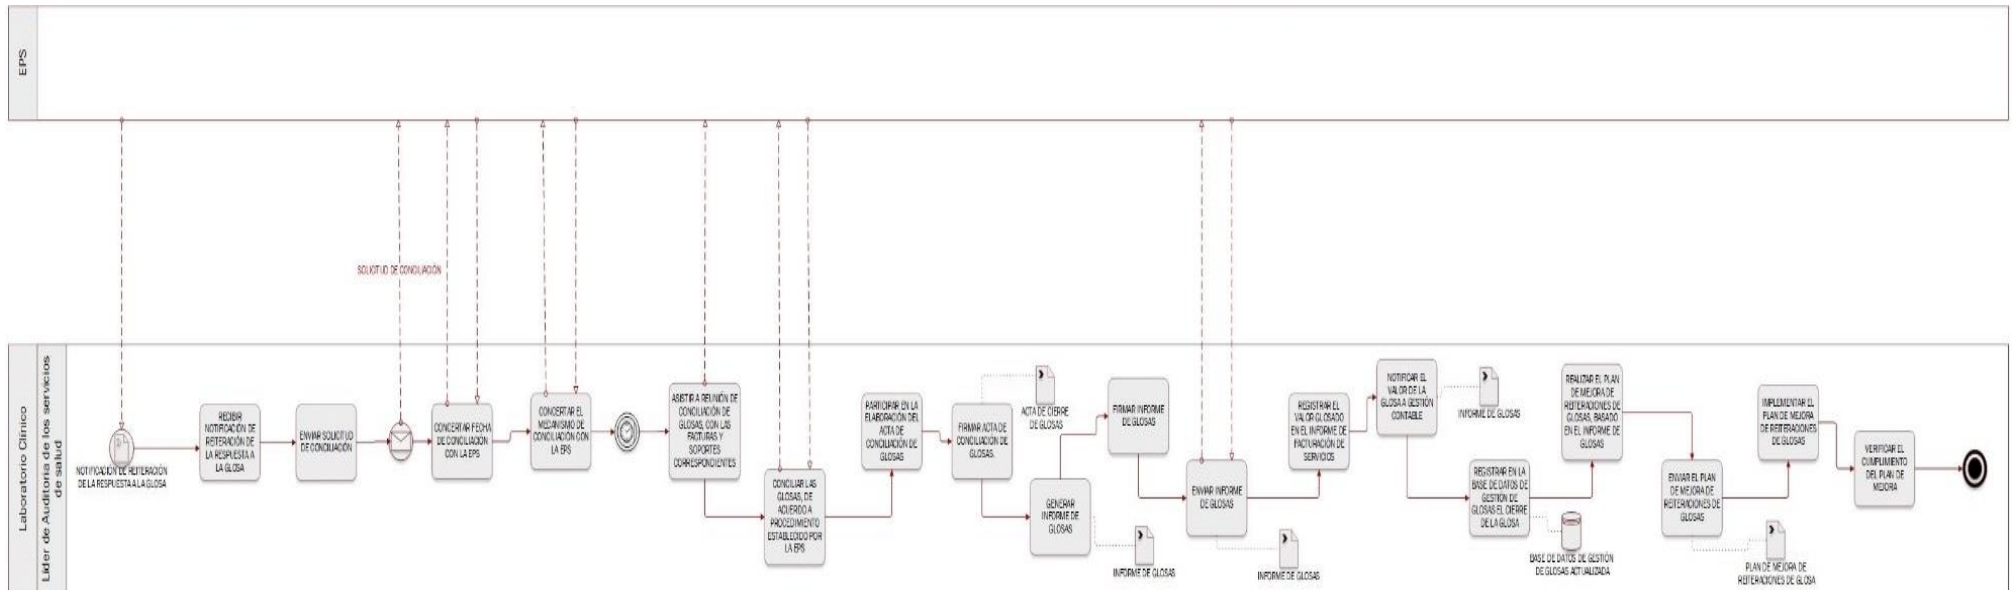 EPS
SOLICITUD DE CONCILIACIÓN
Laboratorio Clínico
Líder de Auditoria de los servicios
de salud
NOTIFICACIÓN DE REITERACIÓN
DE LA RESPUESTA A LA GLOSA
RECIBIR
NOTIFICACIÓN DE
REITERACIÓN DE
LA RESPUESTA A
LA GLOSA
ENVIAR SOLICITUD
DE CONCILIACIÓN
CONCERTAR FECHA
DE CONCILIACIÓN
CON LA EPS
CONCERTAR EL
MECANISMO DE
CONCILIACIÓN CON
LA EPS
ASISTIR A REUNIÓN DE
CONCILIACIÓN DE
GLOSAS, CON LAS
FACTURAS Y
SOPORTES
CORRESPONDIENTES
CONCILIAR LAS
GLOSAS, DE
ACUERDO A
PROCEDIMIENTO
ESTABLECIDO POR
LA EPS
PARTICIPAR EN LA
ELABORACIÓN DEL
ACTA DE
CONCILIACIÓN DE
GLOSAS
FIRMAR ACTA DE
CONCILIACIÓN DE
GLOSAS.
ACTA DE CIERRE
DE GLOSAS
GENERAR
INFORME DE
GLOSAS
INFORME DE GLOSAS
FIRMAR INFORME
DE GLOSAS
ENVIAR INFORME
DE GLOSAS
INFORME DE GLOSAS
REGISTRAR EL
VALOR GLOSADO
EN EL INFORME DE
FACTURACIÓN DE
SERVICIOS
NOTIFICAR EL
VALOR DE LA
GLOSA A GESTIÓN
CONTABLE
INFORME DE GLOSAS
REGISTRAR EN LA
BASE DE DATOS DE
GESTIÓN DE
GLOSAS EL CIERRE
DE LA GLOSA
BASE DE DATOS DE GESTIÓN
DE GLOSAS ACTUALIZADA
REALIZAR EL PLAN
DE MEJORA DE
REITERACIONES DE
GLOSAS, BASADO
EN EL INFORME DE
GLOSAS
ENVIAR EL PLAN
DE MEJORA DE
REITERACIONES DE
GLOSAS
PLAN DE MEJORA DE
REITERACIONES DE GLOSA
IMPLEMENTAR EL
PLAN DE MEJORA
DE REITERACIONES
DE GLOSAS
VERIFICAR EL
CUMPLIMIENTO
DEL PLAN DE
MEJORA